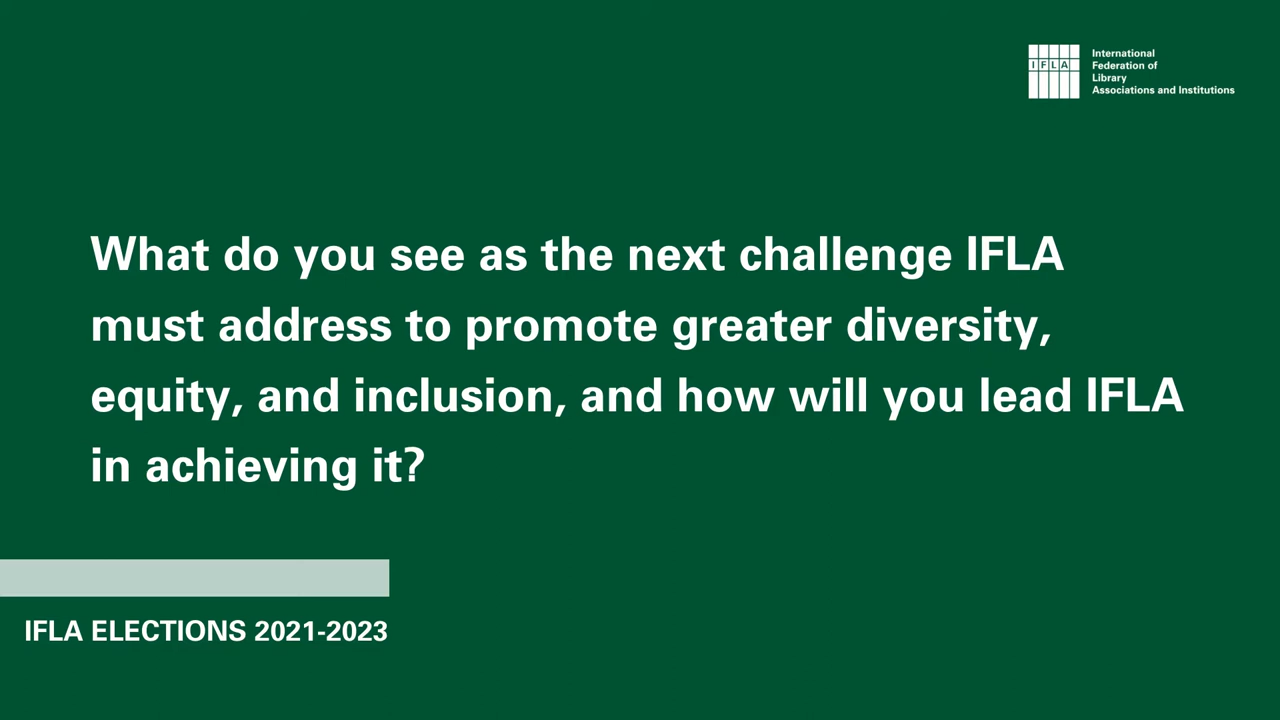 IFLA
International
Federation of
Library
Associations and Institutions
What do you see as the next challenge IFLA
must address to promote greater diversity,
equity, and inclusion, and how will you lead IFLA
in achieving it?
IFLA ELECTIONS 2021-2023